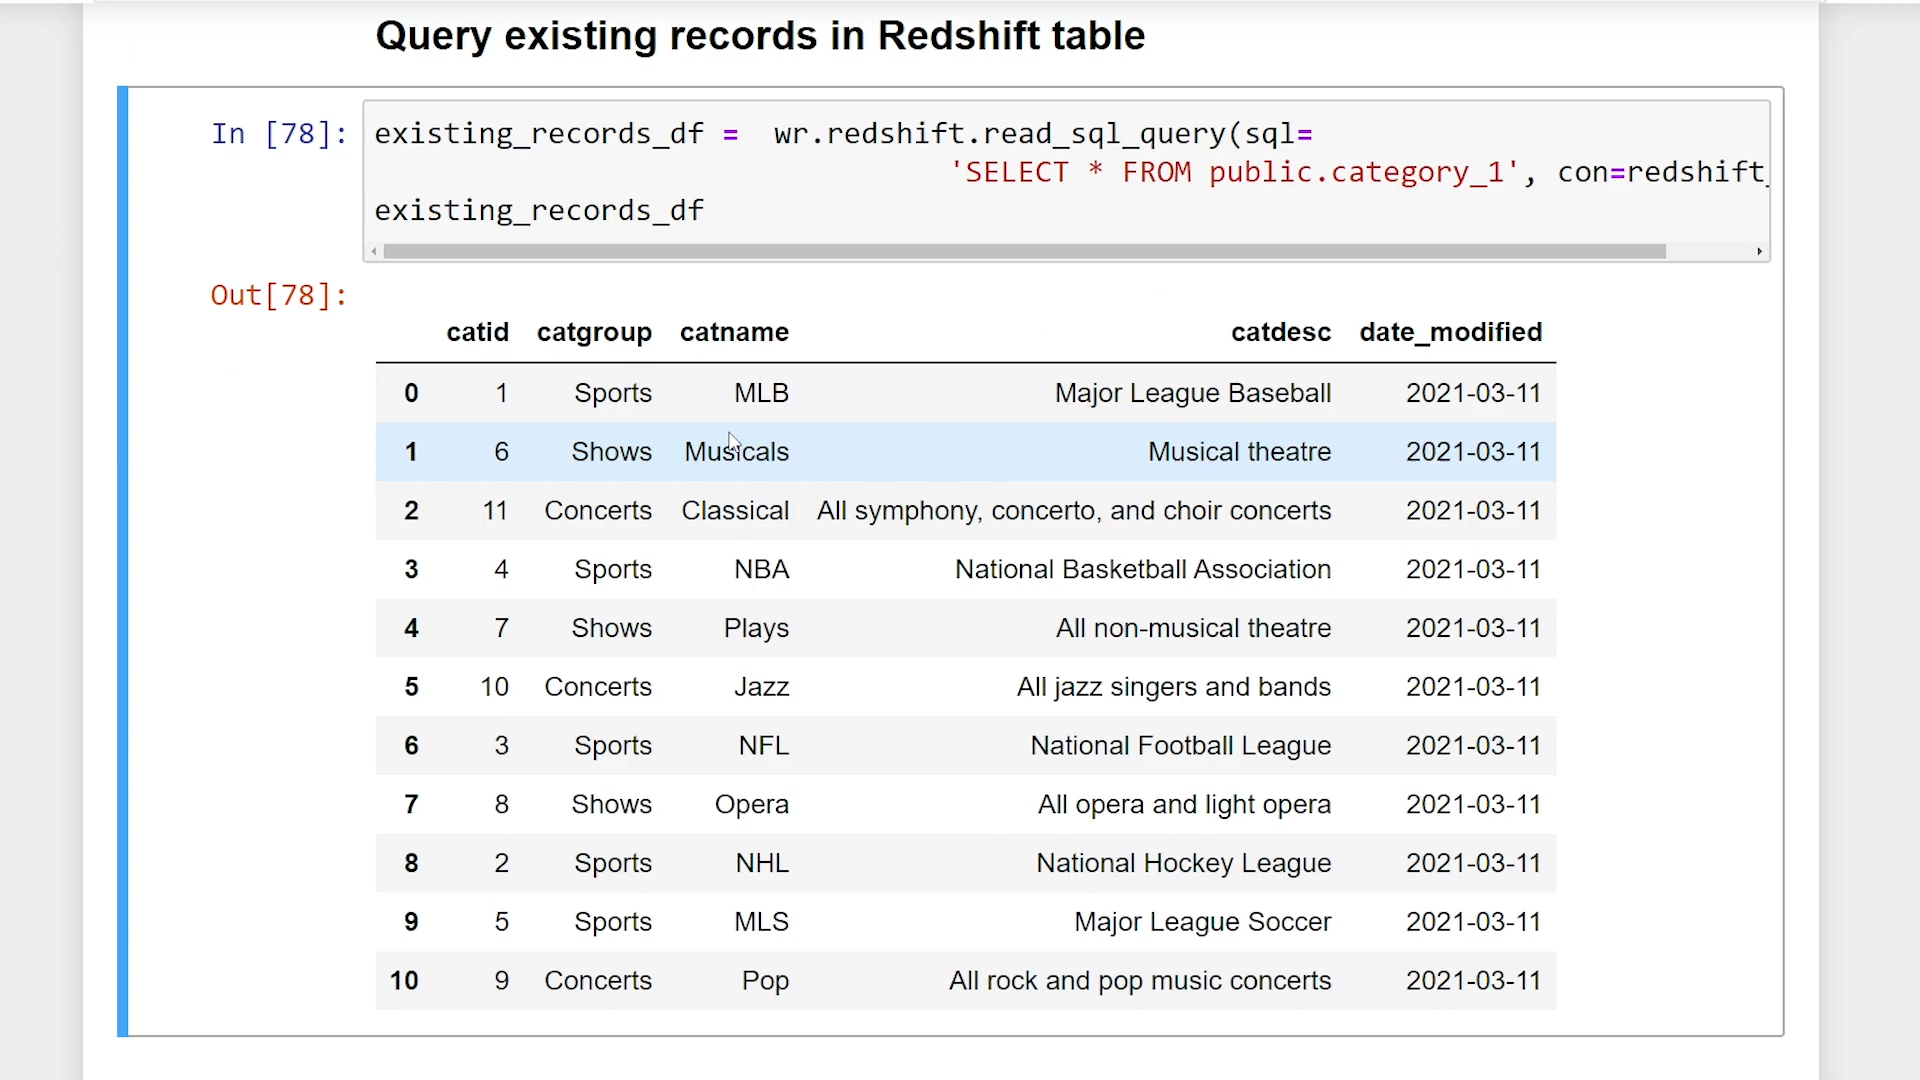 Query existing records in Redshift table
In [78]: existing_records_df = wr.redshift.read_sql_query(sql=
'SELECT * FROM public.category_1', con=redshift_
existing_records_df
Out[78]:
catid catgroup catname catdesc date_modified
0 1 Sports MLB Major League Baseball 2021-03-11
1 6 Shows Musicals Musical theatre 2021-03-11
2 11 Concerts Classical All symphony, concerto, and choir concerts 2021-03-11
3 4 Sports NBA National Basketball Association 2021-03-11
4 7 Shows Plays All non-musical theatre 2021-03-11
5 10 Concerts Jazz All jazz singers and bands 2021-03-11
6 3 Sports NFL National Football League 2021-03-11
7 8 Shows Opera All opera and light opera 2021-03-11
8 2 Sports NHL National Hockey League 2021-03-11
9 5 Sports MLS Major League Soccer 2021-03-11
10 9 Concerts Pop All rock and pop music concerts 2021-03-11